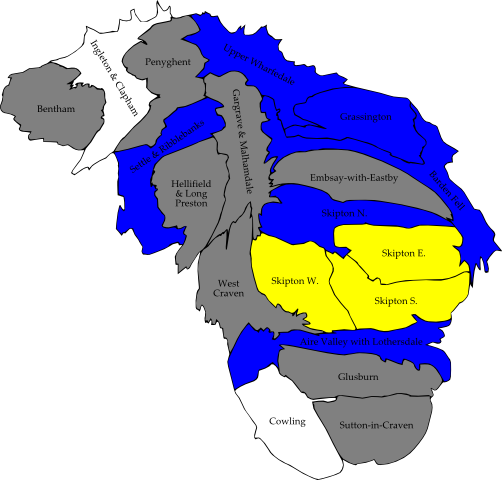 Ingleton & Clapham
Penyghent
Upper Wharfedale
Bentham
Gargrave & Malhamdale
Grassington
Settle & Ribblebanks
Hellifield
& Long
Preston
Embsay-with-Eastby
Barden Fell
Skipton N.
Skipton E.
West
Craven
Skipton W.
Skipton S.
Aire Valley with Lothersdale
Glusburn
Cowling
Sutton-in-Craven